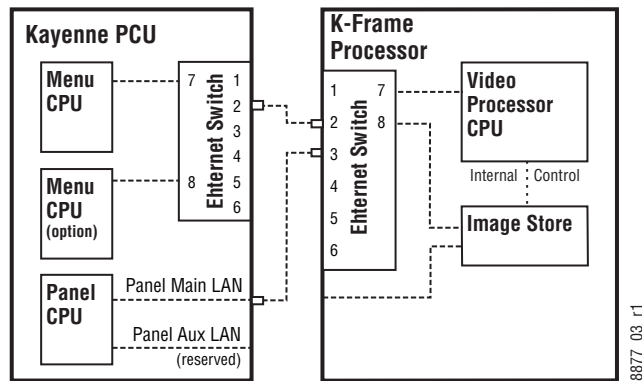 Kayenne PCU
Menu
CPU
7
8
Ehternet Switch
1
2
3
4
5
6
Menu
CPU
(option)
Panel
CPU
Panel Main LAN
Panel Aux LAN
(reserved)
K-Frame
Processor
1
2
3
4
5
6
Ehternet Switch
7
8
Video
Processor
CPU
Internal Control
Image Store
8877_03_r1